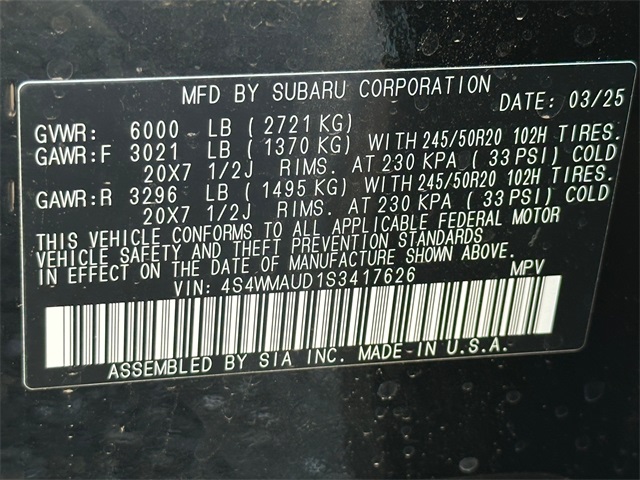 MFD BY SUBARU CORPORATION
DATE: 03/25
GVWR: 6000 LB ( 2721 KG)
GAWR:F 3021 LB ( 1370 KG) WITH 245/50R20 102H TIRES.
20X7 1/2J RIMS. AT 230 KPA ( 33 PSI) COLD
GAWR:R 3296 LB ( 1495 KG) WITH 245/50R20 102H TIRES.
20X7 1/2J RIMS. AT 230 KPA ( 33 PSI) COLD
THIS VEHICLE CONFORMS TO ALL APPLICABLE FEDERAL MOTOR
VEHICLE SAFETY AND THEFT PREVENTION STANDARDS
IN EFFECT ON THE DATE OF MANUFACTURE SHOWN ABOVE.
VIN: 4S4WMAUD1S3417626 MPV
ASSEMBLED BY SIA INC. MADE-IN U.S.A.